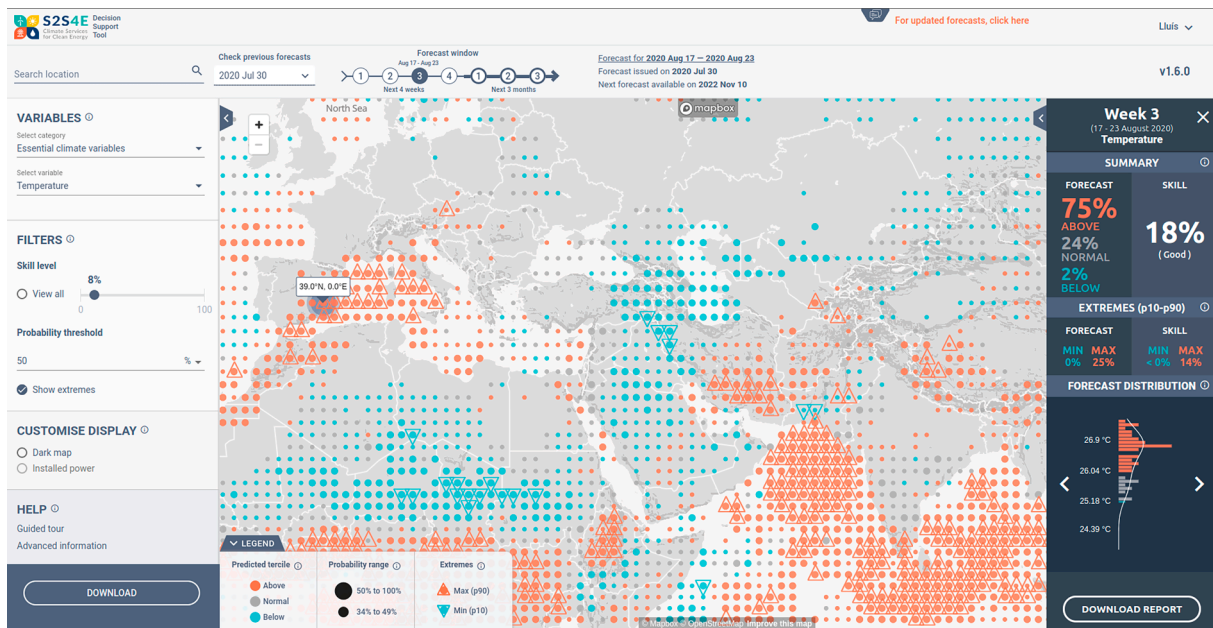 S2S4E
Climate Services
for Clean Energy
Decision
Support
Tool
For updated forecasts, click here
Lluís
Search location
Check previous forecasts
2020 Jul 30
Forecast window
Aug 17 - Aug 23
1 2 3 4 1 2 3
Next 4 weeks
Next 3 months
Forecast for 2020 Aug 17 — 2020 Aug 23
Forecast issued on 2020 Jul 30
Next forecast available on 2022 Nov 10
v1.6.0
VARIABLES
Select category
Essential climate variables
Select variable
Temperature
FILTERS
Skill level
8%
View all
0 100
Probability threshold
50 %
Show extremes
CUSTOMISE DISPLAY
Dark map
Installed power
HELP
Guided tour
Advanced information
DOWNLOAD
+
−
North Sea
mapbox
39.0°N, 0.0°E
LEGEND
Predicted tercile
Above
Normal
Below
Probability range
50% to 100%
34% to 49%
Extremes
Max (p90)
Min (p10)
© Mapbox © OpenStreetMap Improve this map
Week 3
(17 - 23 August 2020)
Temperature
SUMMARY
FORECAST
75%
ABOVE
24%
NORMAL
2%
BELOW
SKILL
18%
( Good )
EXTREMES (p10-p90)
FORECAST
MIN MAX
0% 25%
SKILL
MIN MAX
< 0% 14%
FORECAST DISTRIBUTION
26.9 °C
26.04 °C
25.18 °C
24.39 °C
DOWNLOAD REPORT